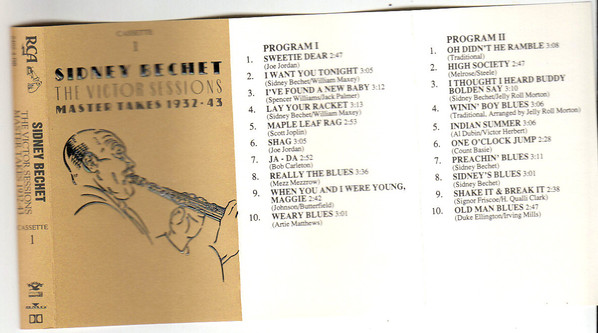 RCA
SIDNEY BECHET
THE VICTOR SESSIONS
MASTER TAKES 1932-43
CASSETTE
1
CASSETTE
1
SIDNEY BECHET
THE VICTOR SESSIONS
MASTER TAKES 1932-43
PROGRAM I
1. SWEETIE DEAR 2:47
(Joe Jordan)
2. I WANT YOU TONIGHT 3:05
(Sidney Bechet/William Maxey)
3. I'VE FOUND A NEW BABY 3:12
(Spencer Williams/Jack Palmer)
4. LAY YOUR RACKET 3:13
(Sidney Bechet/William Maxey)
5. MAPLE LEAF RAG 2:53
(Scott Joplin)
6. SHAG 3:05
(Joe Jordan)
7. JA - DA 2:52
(Bob Carleton)
8. REALLY THE BLUES 3:36
(Mezz Mezzrow)
9. WHEN YOU AND I WERE YOUNG,
MAGGIE 2:42
(Johnson/Butterfield)
10. WEARY BLUES 3:01
(Artie Matthews)
PROGRAM II
1. OH DIDN'T HE RAMBLE 3:08
(Traditional)
2. HIGH SOCIETY 2:47
(Melrose/Steele)
3. I THOUGHT I HEARD BUDDY
BOLDEN SAY 3:10
(Sidney Bechet/Jelly Roll Morton)
4. WININ' BOY BLUES 3:06
(Traditional, Arranged by Jelly Roll Morton)
5. INDIAN SUMMER 3:06
(Al Dubin/Victor Herbert)
6. ONE O'CLOCK JUMP 2:28
(Count Basie)
7. PREACHIN' BLUES 3:11
(Sidney Bechet)
8. SIDNEY'S BLUES 3:01
(Sidney Bechet)
9. SHAKE IT & BREAK IT 2:38
(Signor Friscoe/H. Qualli Clark)
10. OLD MAN BLUES 2:47
(Duke Ellington/Irving Mills)